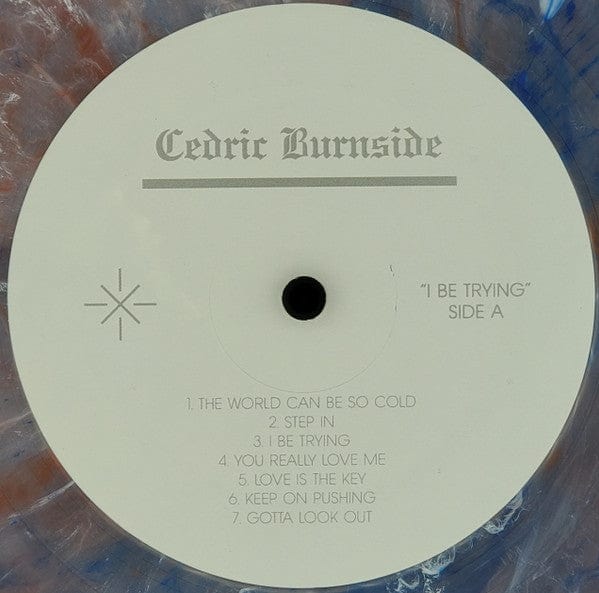 Cedric Burnside
"I BE TRYING"
SIDE A
1. THE WORLD CAN BE SO COLD
2. STEP IN
3. I BE TRYING
4. YOU REALLY LOVE ME
5. LOVE IS THE KEY
6. KEEP ON PUSHING
7. GOTTA LOOK OUT